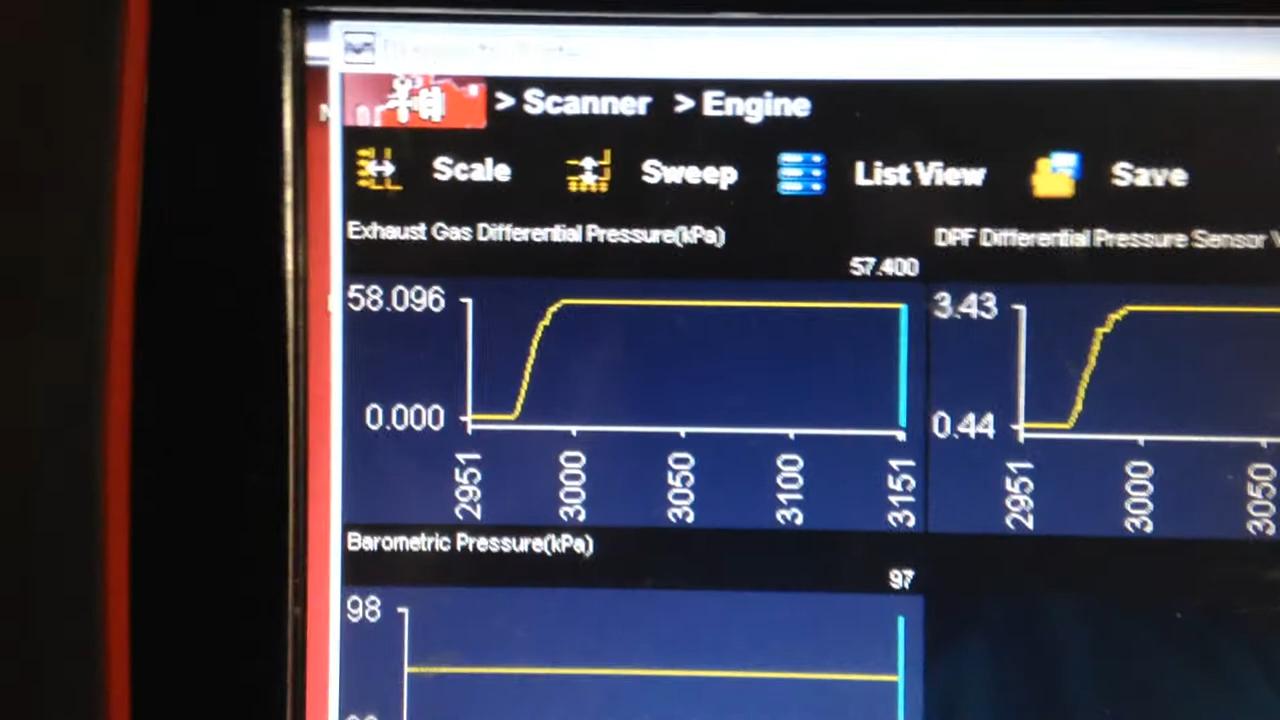 > Scanner > Engine
Scale Sweep List View Save
Exhaust Gas Differential Pressure(kPa)
57.400
58.096
0.000
2951 3000 3050 3100 3151
DPF Differential Pressure Sensor
3.43
0.44
2951 3000 3050
Barometric Pressure(kPa)
97
98